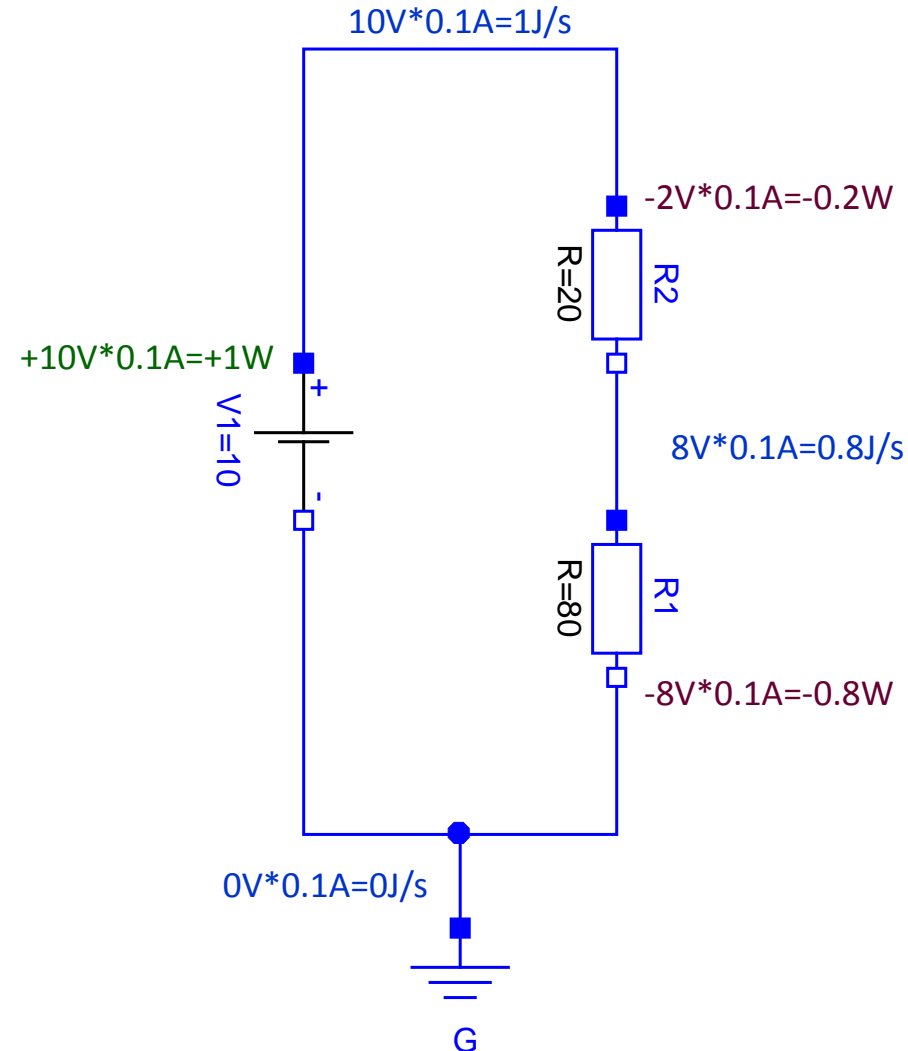 10V*0.1A=1J/s
-2V*0.1A=-0.2W
R2
R=20
+10V*0.1A=+1W
+
V1=10
-
8V*0.1A=0.8J/s
R1
R=80
-8V*0.1A=-0.8W
0V*0.1A=0J/s
G